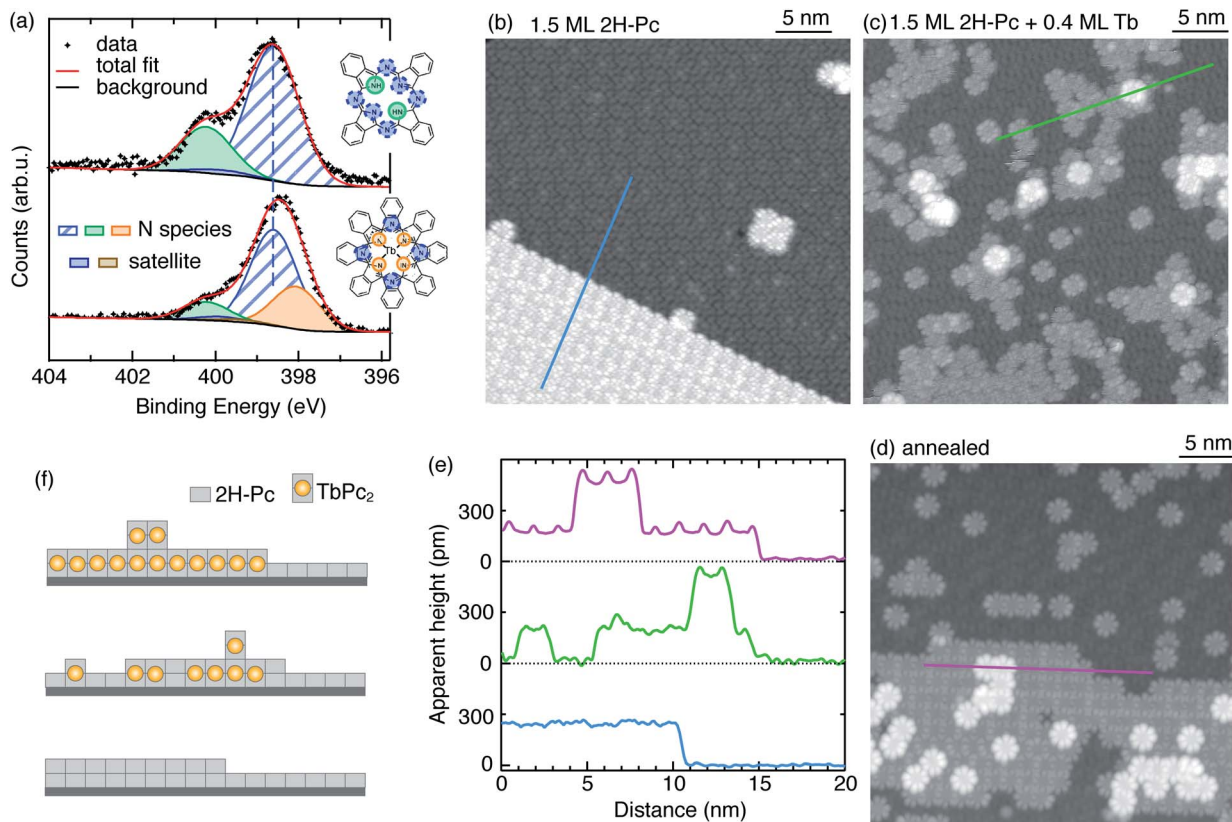 (a)
data
total fit
background
NH
N
N
N
N
N
N
HN
N species
satellite
N
N
N
N
Tb
N
N
N
N
Counts (arb.u.)
404
402
400
398
396
Binding Energy (eV)
(b)
1.5 ML 2H-Pc
5 nm
(c) 1.5 ML 2H-Pc + 0.4 ML Tb
5 nm
(f)
2H-Pc
TbPc₂
(e)
Apparent height (pm)
300
0
300
0
300
0
0
5
10
15
20
Distance (nm)
(d) annealed
5 nm